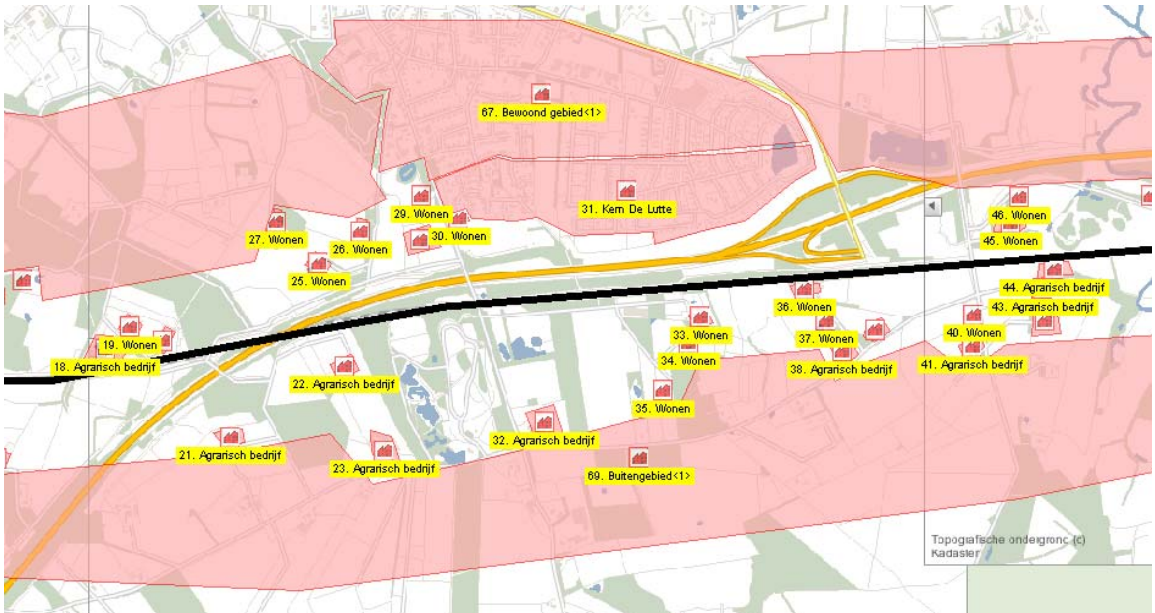 67. Bewoond gebied<1>
29. Wonen
31. Kern De Lutte
46. Wonen
27. Wonen
26. Wonen
30. Wonen
45. Wonen
25. Wonen
44. Agrarisch bedrijf
36. Wonen
43. Agrarisch bedrijf
19. Wonen
33. Wonen
37. Wonen
40. Wonen
18. Agrarisch bedrijf
34. Wonen
22. Agrarisch bedrijf
38. Agrarisch bedrijf
41. Agrarisch bedrijf
35. Wonen
32. Agrarisch bedrijf
21. Agrarisch bedrijf
23. Agrarisch bedrijf
69. Buitengebied<1>
Topografische ondergronc (c)
Kadaster